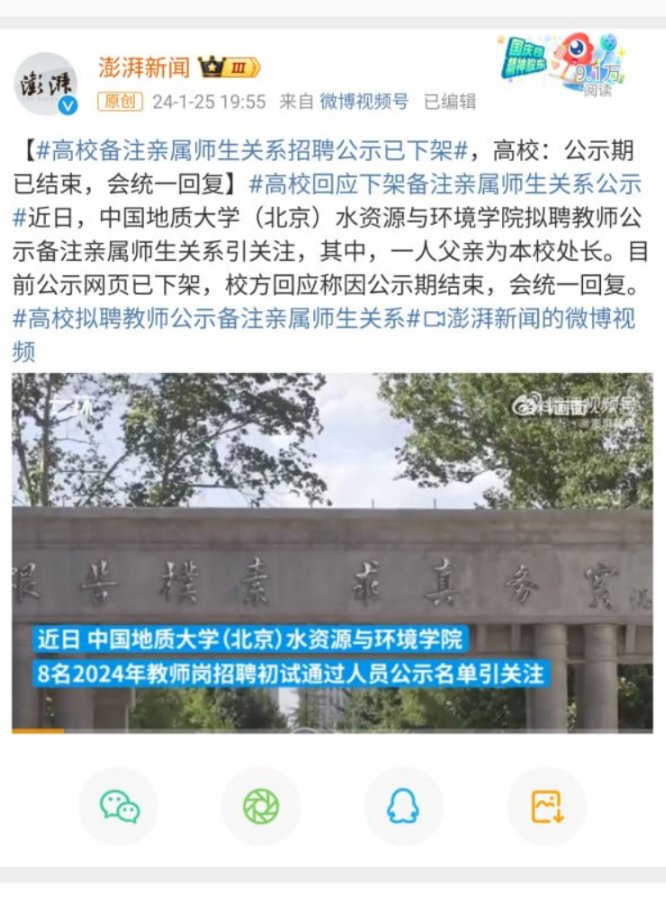 澎湃
澎湃新闻 III
国庆档
精神股东
9.1万
阅读
原创 24-1-25 19:55 来自 微博视频号 已编辑
【#高校备注亲属师生关系招聘公示已下架#，高校：公示期
已结束，会统一回复】#高校回应下架备注亲属师生关系公示
#近日，中国地质大学（北京）水资源与环境学院拟聘教师公
示备注亲属师生关系引关注，其中，一人父亲为本校处长。目
前公示网页已下架，校方回应称因公示期结束，会统一回复。
#高校拟聘教师公示备注亲属师生关系#澎湃新闻的微博视
频
艰苦樸素 求真务實
近日 中国地质大学(北京)水资源与环境学院
8名2024年教师岗招聘初试通过人员公示名单引关注